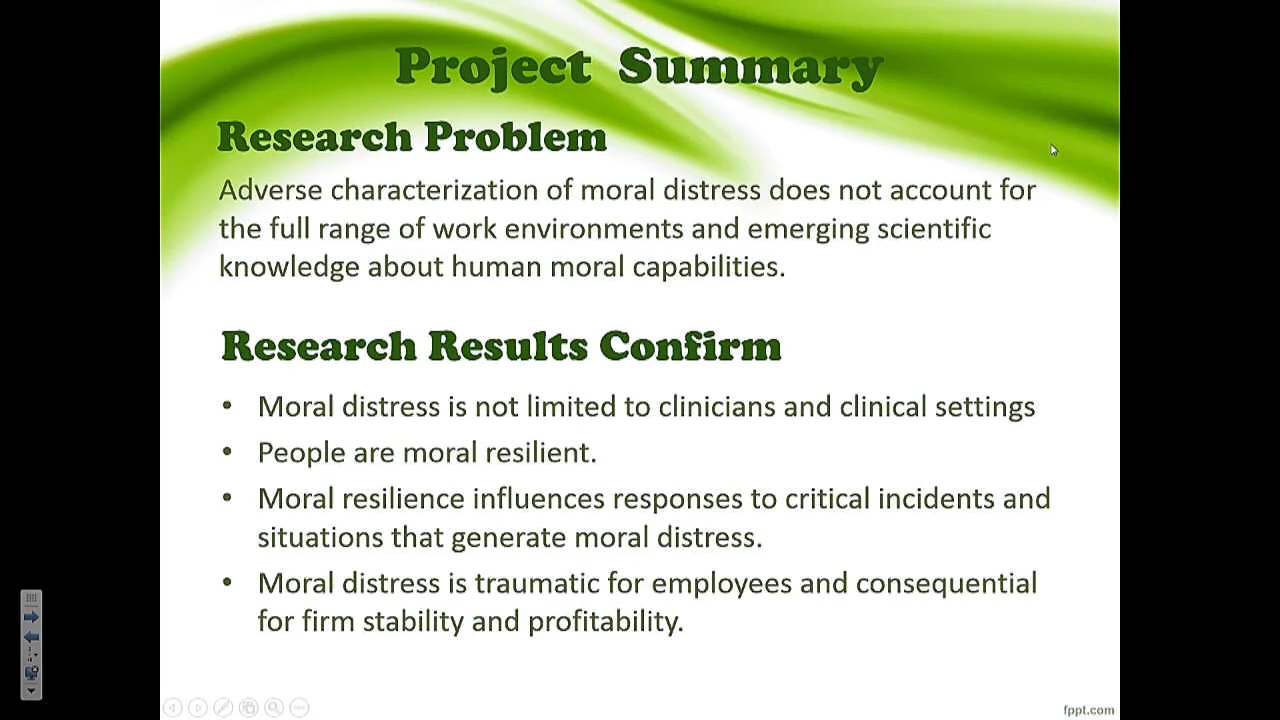 Project Summary
Research Problem
Adverse characterization of moral distress does not account for
the full range of work environments and emerging scientific
knowledge about human moral capabilities.
Research Results Confirm
• Moral distress is not limited to clinicians and clinical settings
• People are moral resilient.
• Moral resilience influences responses to critical incidents and
situations that generate moral distress.
• Moral distress is traumatic for employees and consequential
for firm stability and profitability.
fppt.com